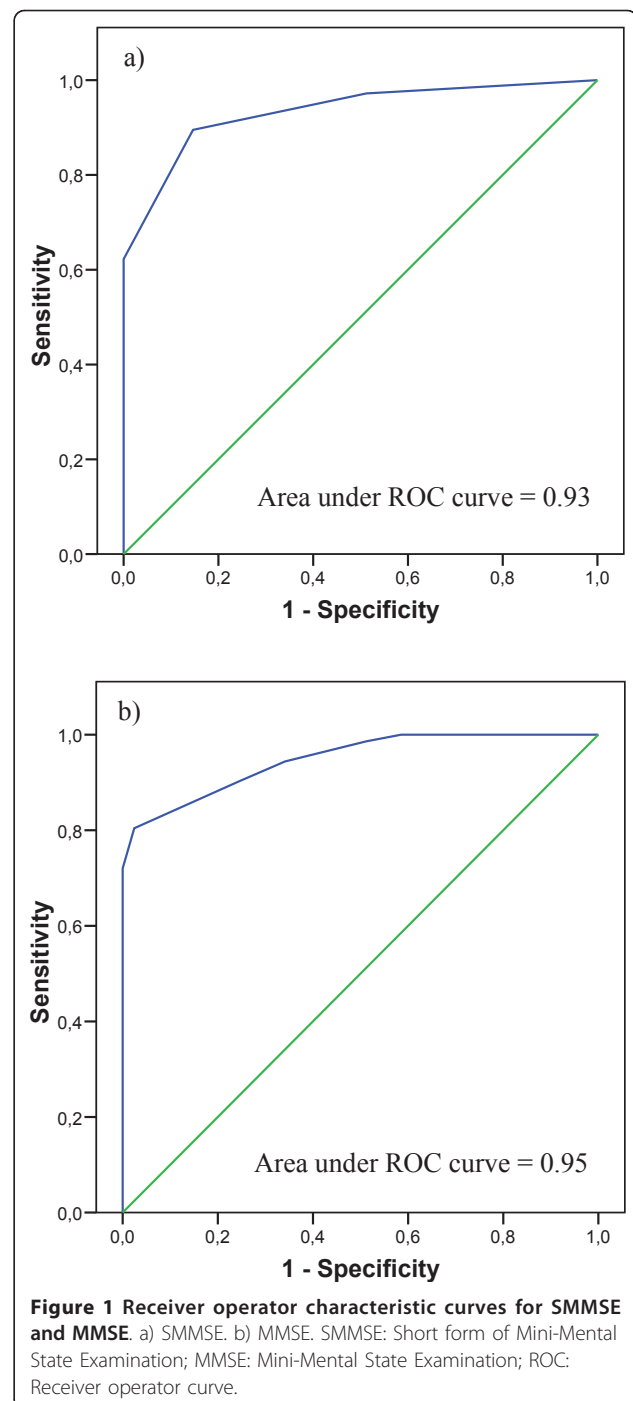 a)
1,0
0,8
0,6
0,4
0,2
0,0
Sensitivity
Area under ROC curve = 0.93
0,0 0,2 0,4 0,6 0,8 1,0
1 - Specificity
b)
1,0
0,8
0,6
0,4
0,2
0,0
Sensitivity
Area under ROC curve = 0.95
0,0 0,2 0,4 0,6 0,8 1,0
1 - Specificity
Figure 1 Receiver operator characteristic curves for SMMSE
and MMSE. a) SMMSE. b) MMSE. SMMSE: Short form of Mini-Mental
State Examination; MMSE: Mini-Mental State Examination; ROC:
Receiver operator curve.